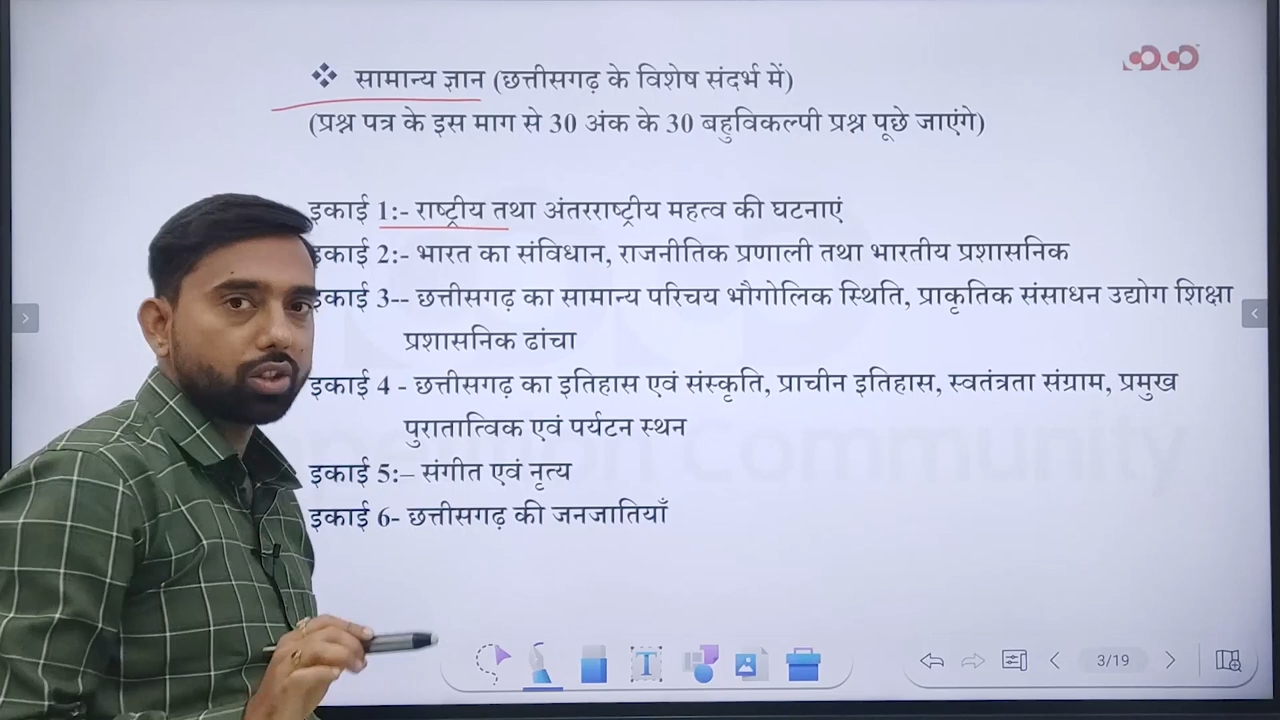 ❖ सामान्य ज्ञान (छत्तीसगढ़ के विशेष संदर्भ में)
(प्रश्न पत्र के इस माग से 30 अंक के 30 बहुविकल्पी प्रश्न पूछे जाएंगे)
इकाई 1:- राष्ट्रीय तथा अंतरराष्ट्रीय महत्व की घटनाएं
इकाई 2:- भारत का संविधान, राजनीतिक प्रणाली तथा भारतीय प्रशासनिक
इकाई 3-- छत्तीसगढ़ का सामान्य परिचय भौगोलिक स्थिति, प्राकृतिक संसाधन उद्योग शिक्षा
प्रशासनिक ढांचा
इकाई 4 - छत्तीसगढ़ का इतिहास एवं संस्कृति, प्राचीन इतिहास, स्वतंत्रता संग्राम, प्रमुख
पुरातात्विक एवं पर्यटन स्थन
इकाई 5:– संगीत एवं नृत्य
इकाई 6- छत्तीसगढ़ की जनजातियाँ
Community
T
3/19